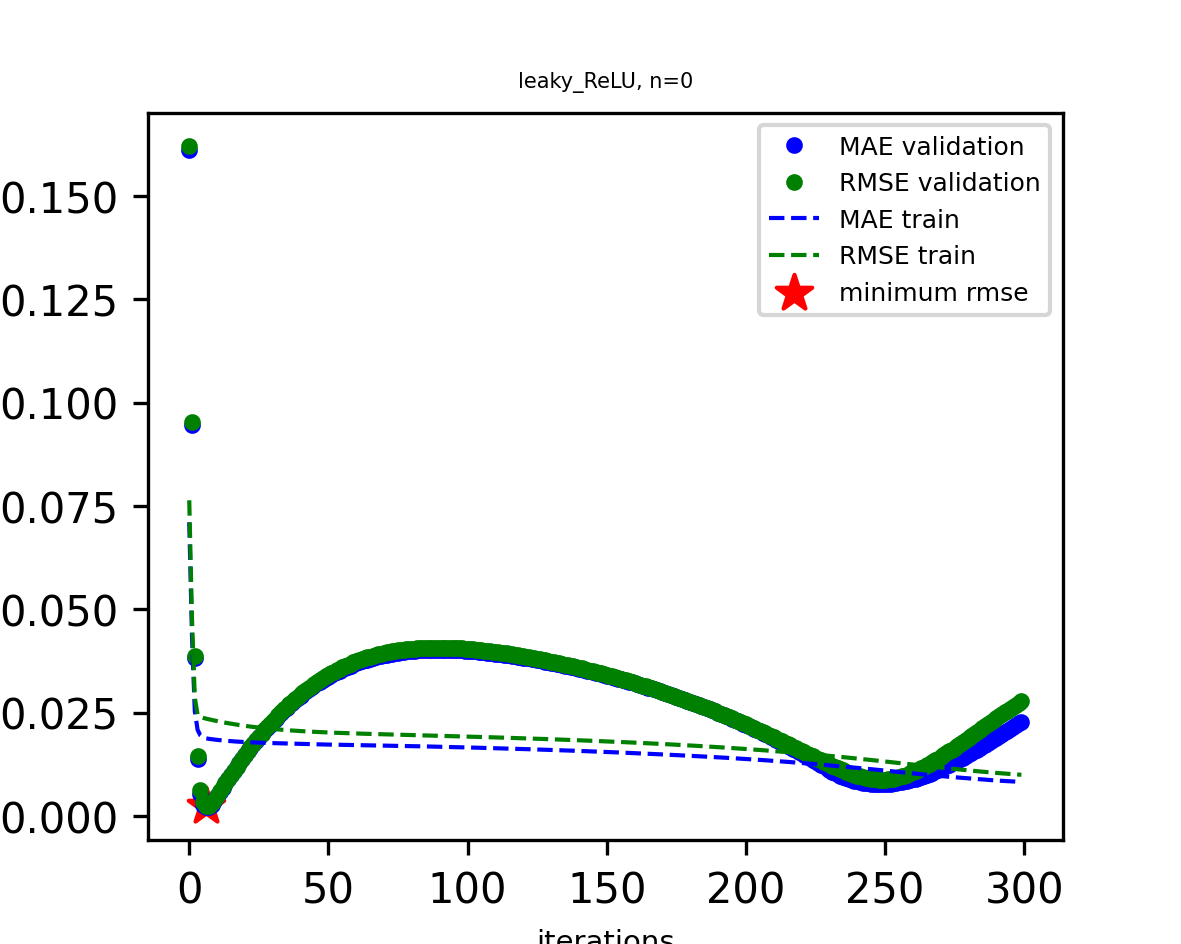 leaky_ReLU, n=0
MAE validation
RMSE validation
MAE train
RMSE train
minimum rmse
0.150
0.125
0.100
0.075
0.050
0.025
0.000
0 50 100 150 200 250 300
iterations